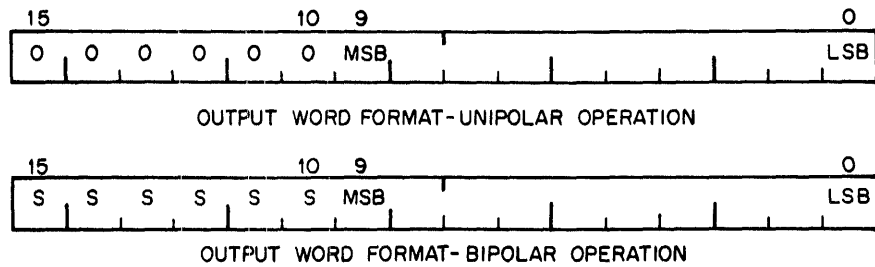 15 10 9 0
0 0 0 0 0 0 MSB LSB
OUTPUT WORD FORMAT-UNIPOLAR OPERATION
15 10 9 0
S S S S S S MSB LSB
OUTPUT WORD FORMAT-BIPOLAR OPERATION